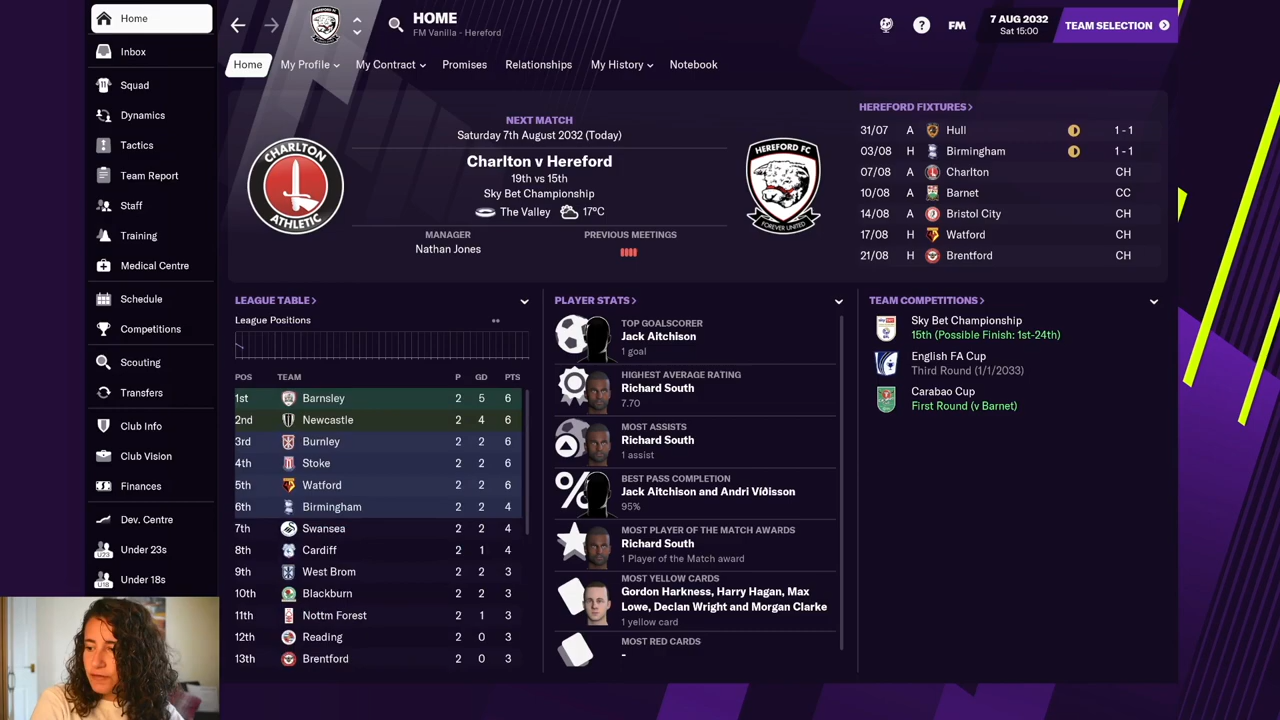 Home
HOME
FM Vanilla - Hereford
FM
7 AUG 2032
Sat 15:00
TEAM SELECTION
Home
My Profile
My Contract
Promises
Relationships
My History
Notebook
Inbox
Squad
Dynamics
Tactics
Team Report
Staff
Training
Medical Centre
Schedule
Competitions
Scouting
Transfers
Club Info
Club Vision
Finances
Dev. Centre
U23
Under 23s
U18
Under 18s
CHARLTON
ATHLETIC
NEXT MATCH
Saturday 7th August 2032 (Today)
Charlton v Hereford
19th vs 15th
Sky Bet Championship
The Valley 17°C
MANAGER
Nathan Jones
PREVIOUS MEETINGS
HEREFORD FC
FOREVER UNITED
HEREFORD FIXTURES
31/07 A Hull 1 - 1
03/08 H Birmingham 1 - 1
07/08 A Charlton CH
10/08 A Barnet CC
14/08 A Bristol City CH
17/08 H Watford CH
21/08 H Brentford CH
LEAGUE TABLE
League Positions
POS TEAM P GD PTS
1st Barnsley 2 5 6
2nd Newcastle 2 4 6
3rd Burnley 2 2 6
4th Stoke 2 2 6
5th Watford 2 2 6
6th Birmingham 2 2 4
7th Swansea 2 2 4
8th Cardiff 2 1 4
9th West Brom 2 2 3
10th Blackburn 2 2 3
11th Nottm Forest 2 1 3
12th Reading 2 0 3
13th Brentford 2 0 3
PLAYER STATS
TOP GOALSCORER
Jack Aitchison
1 goal
HIGHEST AVERAGE RATING
Richard South
7.70
MOST ASSISTS
Richard South
1 assist
BEST PASS COMPLETION
Jack Aitchison and Andri Víðisson
95%
MOST PLAYER OF THE MATCH AWARDS
Richard South
1 Player of the Match award
MOST YELLOW CARDS
Gordon Harkness, Harry Hagan, Max
Lowe, Declan Wright and Morgan Clarke
1 yellow card
MOST RED CARDS
-
TEAM COMPETITIONS
Sky Bet Championship
15th (Possible Finish: 1st-24th)
English FA Cup
Third Round (1/1/2033)
Carabao Cup
First Round (v Barnet)